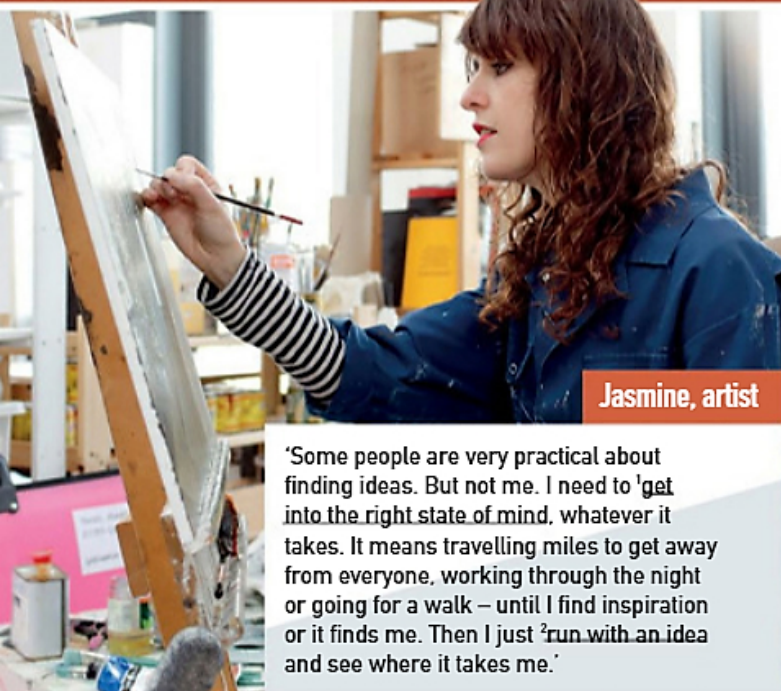 Jasmine, artist
‘Some people are very practical about
finding ideas. But not me. I need to ¹get
into the right state of mind, whatever it
takes. It means travelling miles to get away
from everyone, working through the night
or going for a walk – until I find inspiration
or it finds me. Then I just ²run with an idea
and see where it takes me.’